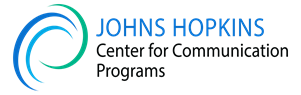 JOHNS HOPKINS
Center for Communication
Programs